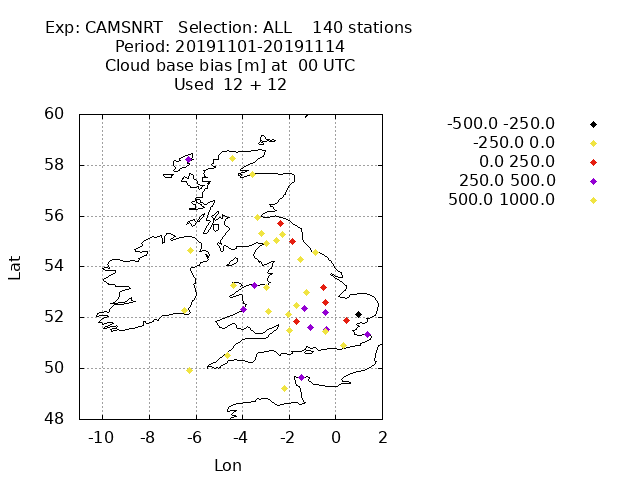 Exp: CAMSNRT   Selection: ALL    140 stations
Period: 20191101-20191114
Cloud base bias [m] at  00 UTC
Used  12 + 12
-500.0 -250.0
-250.0 0.0
0.0 250.0
250.0 500.0
500.0 1000.0
60
58
56
54
52
50
48
Lat
-10 -8 -6 -4 -2 0 2
Lon